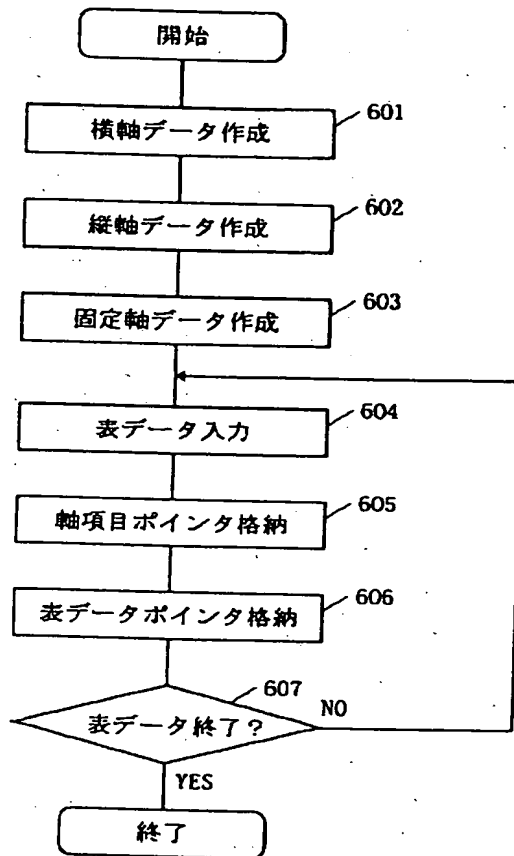 開始
横軸データ作成
601
縦軸データ作成
602
固定軸データ作成
603
表データ入力
604
軸項目ポインタ格納
605
表データポインタ格納
606
表データ終了?
607
NO
YES
終了